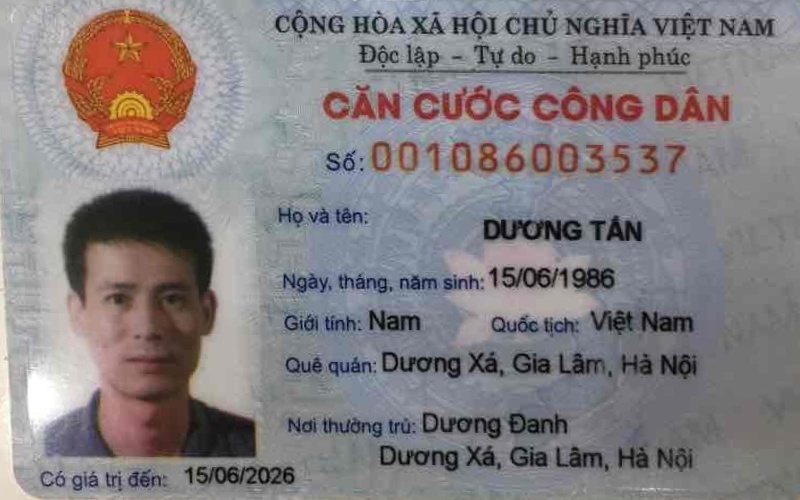 CỘNG HÒA XÃ HỘI CHỦ NGHĨA VIỆT NAM
Độc lập - Tự do - Hạnh phúc
CĂN CƯỚC CÔNG DÂN
Số: 001086003537
Họ và tên: DƯƠNG TÂN
Ngày, tháng, năm sinh: 15/06/1986
Giới tính: Nam Quốc tịch: Việt Nam
Quê quán: Dương Xá, Gia Lâm, Hà Nội
Nơi thường trú: Dương Đanh
Dương Xá, Gia Lâm, Hà Nội
Có giá trị đến: 15/06/2026